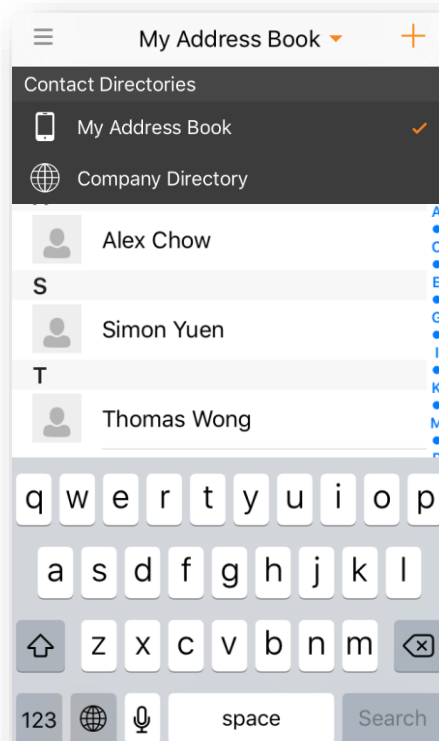 My Address Book
Contact Directories
My Address Book
Company Directory
Alex Chow
S
Simon Yuen
T
Thomas Wong
A
C
E
G
I
K
M
q w e r t y u i o p
a s d f g h j k l
z x c v b n m
123 space Search